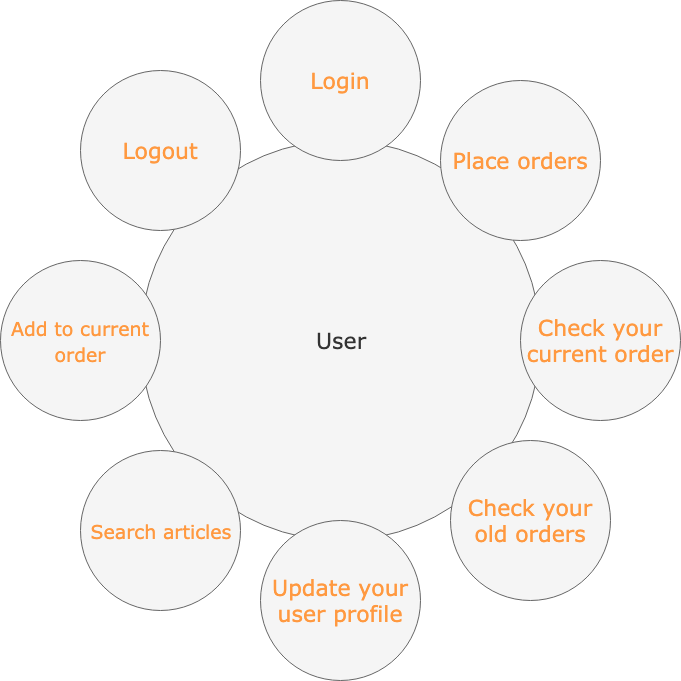 Login
Logout
Place orders
Add to current
order
User
Check your
current order
Search articles
Check your
old orders
Update your
user profile